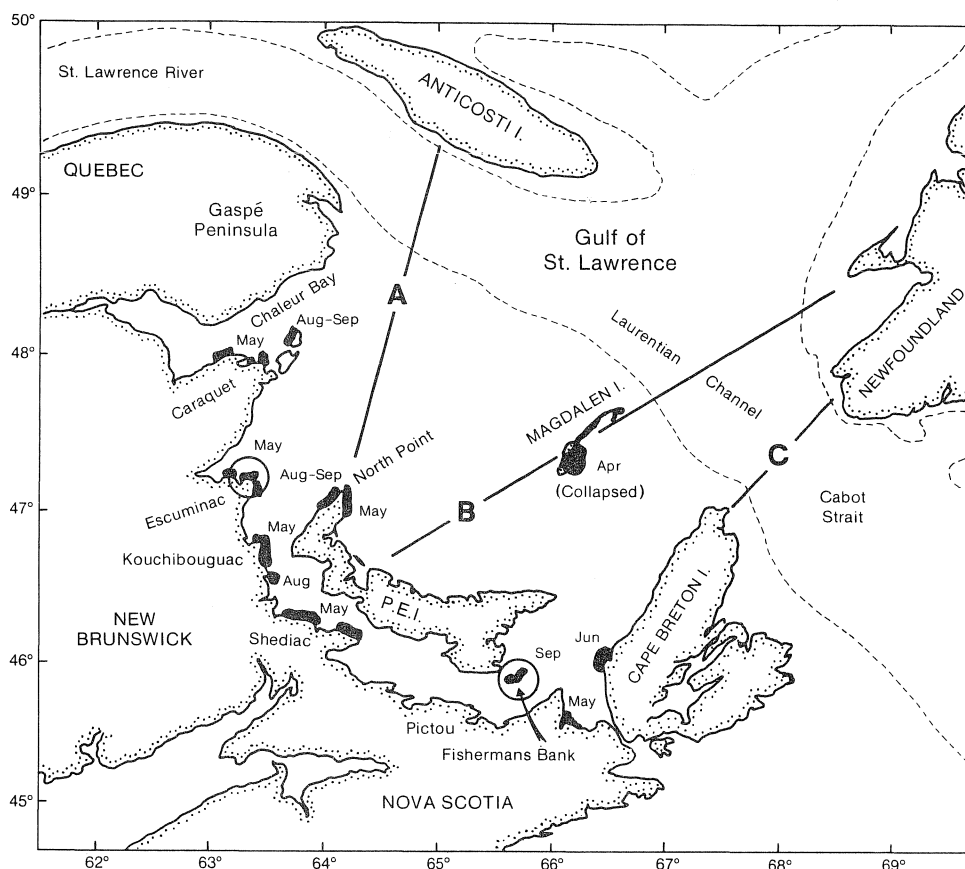 50°
St. Lawrence River
ANTICOSTI I.
QUEBEC
49°
Gaspé
Peninsula
Gulf of
St. Lawrence
A
Chaleur Bay
Aug-Sep
May
48°
Laurentian
Channel
NEWFOUNDLAND
Caraquet
MAGDALEN I.
C
May
Aug-Sep
North Point
Apr
(Collapsed)
47°
Escuminac
May
B
Cabot
Strait
May
Kouchibouguac
Aug
NEW
BRUNSWICK
May
Shediac
P.E.I.
CAPE BRETON I.
46°
Jun
Sep
May
Pictou
Fishermans Bank
45°
NOVA SCOTIA
62°
63°
64°
65°
66°
67°
68°
69°